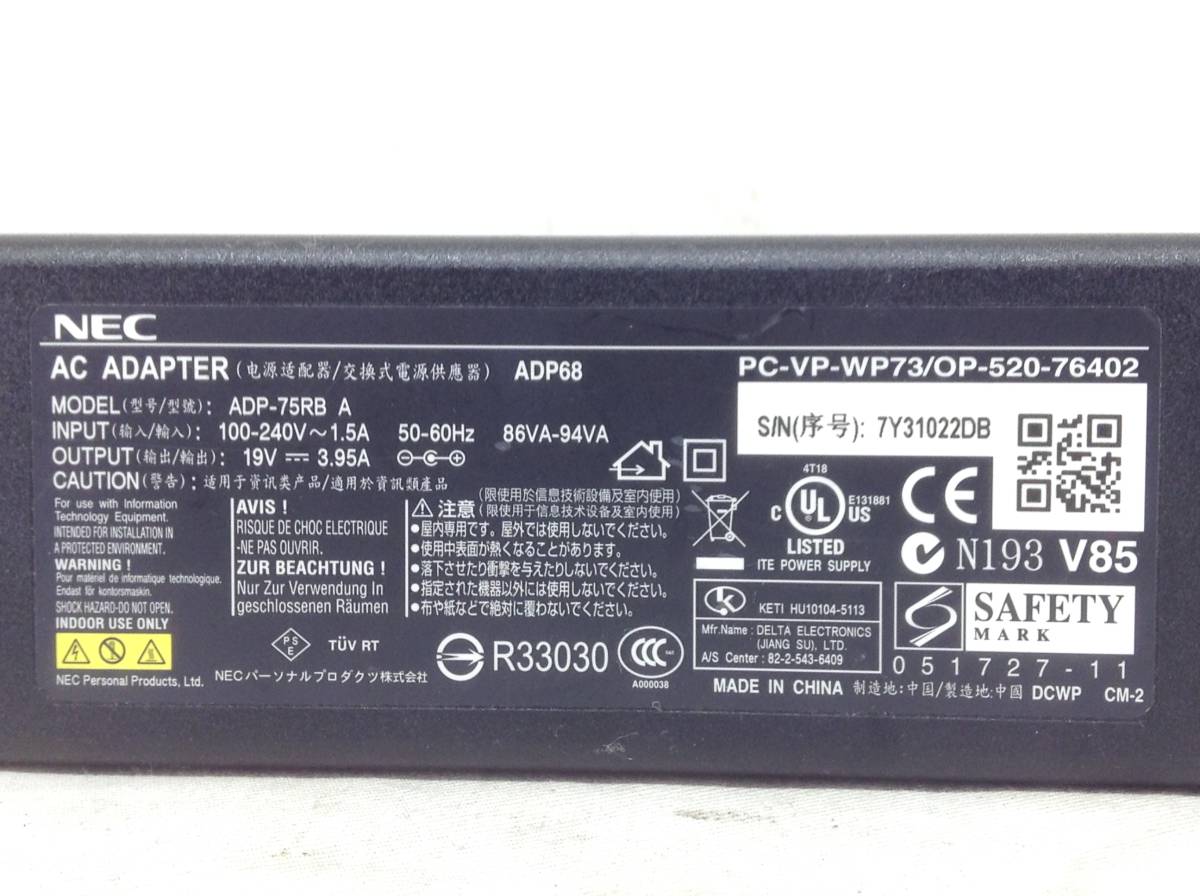 NEC
AC ADAPTER (电源适配器/交換式電源供應器) ADP68
PC-VP-WP73/OP-520-76402
MODEL(型号/型號): ADP-75RB A
INPUT(输入/輸入): 100-240V～1.5A 50-60Hz 86VA-94VA
OUTPUT(输出/輸出): 19V ⎓ 3.95A
CAUTION(警告): 适用于资讯类产品/適用於資訊類產品
S/N(序号): 7Y31022DB
For use with Information
Technology Equipment.
INTENDED FOR INSTALLATION IN
A PROTECTED ENVIRONMENT.
WARNING !
Pour matériel de informatique technologique.
Endast för kontorsmaskin.
SHOCK HAZARD-DO NOT OPEN.
INDOOR USE ONLY
NEC Personal Products, Ltd.
AVIS !
RISQUE DE CHOC ELECTRIQUE
-NE PAS OUVRIR.
ZUR BEACHTUNG !
Nur Zur Verwendung In
geschlossenen Räumen
注意 (限使用於信息技術設備及室内使用)
(限使用于信息技术设备及室内使用)
●屋内専用です。屋外では使用しないでください。
●使用中表面が熱くなることがあります。
●落下させたり衝撃を与えたりしないでください。
●指定された機器以外には使用しないでください。
●布や紙などで絶対に覆わないでください。
PS
E
TÜV RT
NECパーソナルプロダクツ株式会社
R33030
CCC
A000038
4T18
C UL US
E131881
LISTED
ITE POWER SUPPLY
CE
N193 V85
K
KETI HU10104-5113
Mfr.Name : DELTA ELECTRONICS
(JIANG SU), LTD.
A/S Center : 82-2-543-6409
SAFETY
MARK
051727-11
MADE IN CHINA 制造地:中国/製造地:中國 DCWP CM-2